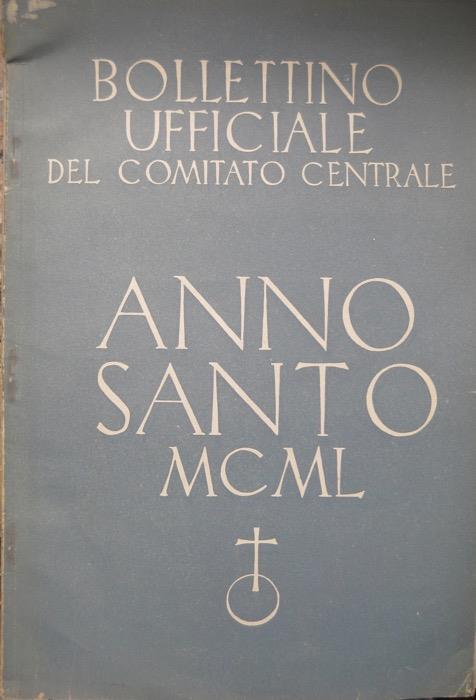 BOLLETTINO
UFFICIALE
DEL COMITATO CENTRALE
ANNO
SANTO
MCML